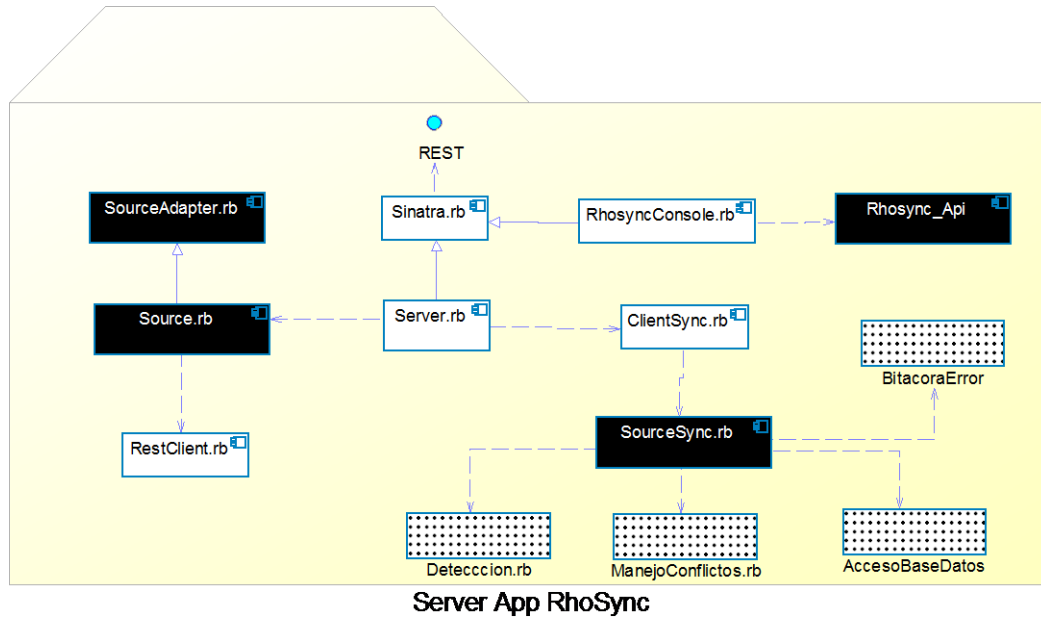 REST
SourceAdapter.rb
Sinatra.rb
RhosyncConsole.rb
Rhosync_Api
Source.rb
Server.rb
ClientSync.rb
BitacoraError
RestClient.rb
SourceSync.rb
Detecccion.rb
ManejoConflictos.rb
AccesoBaseDatos
Server App RhoSync